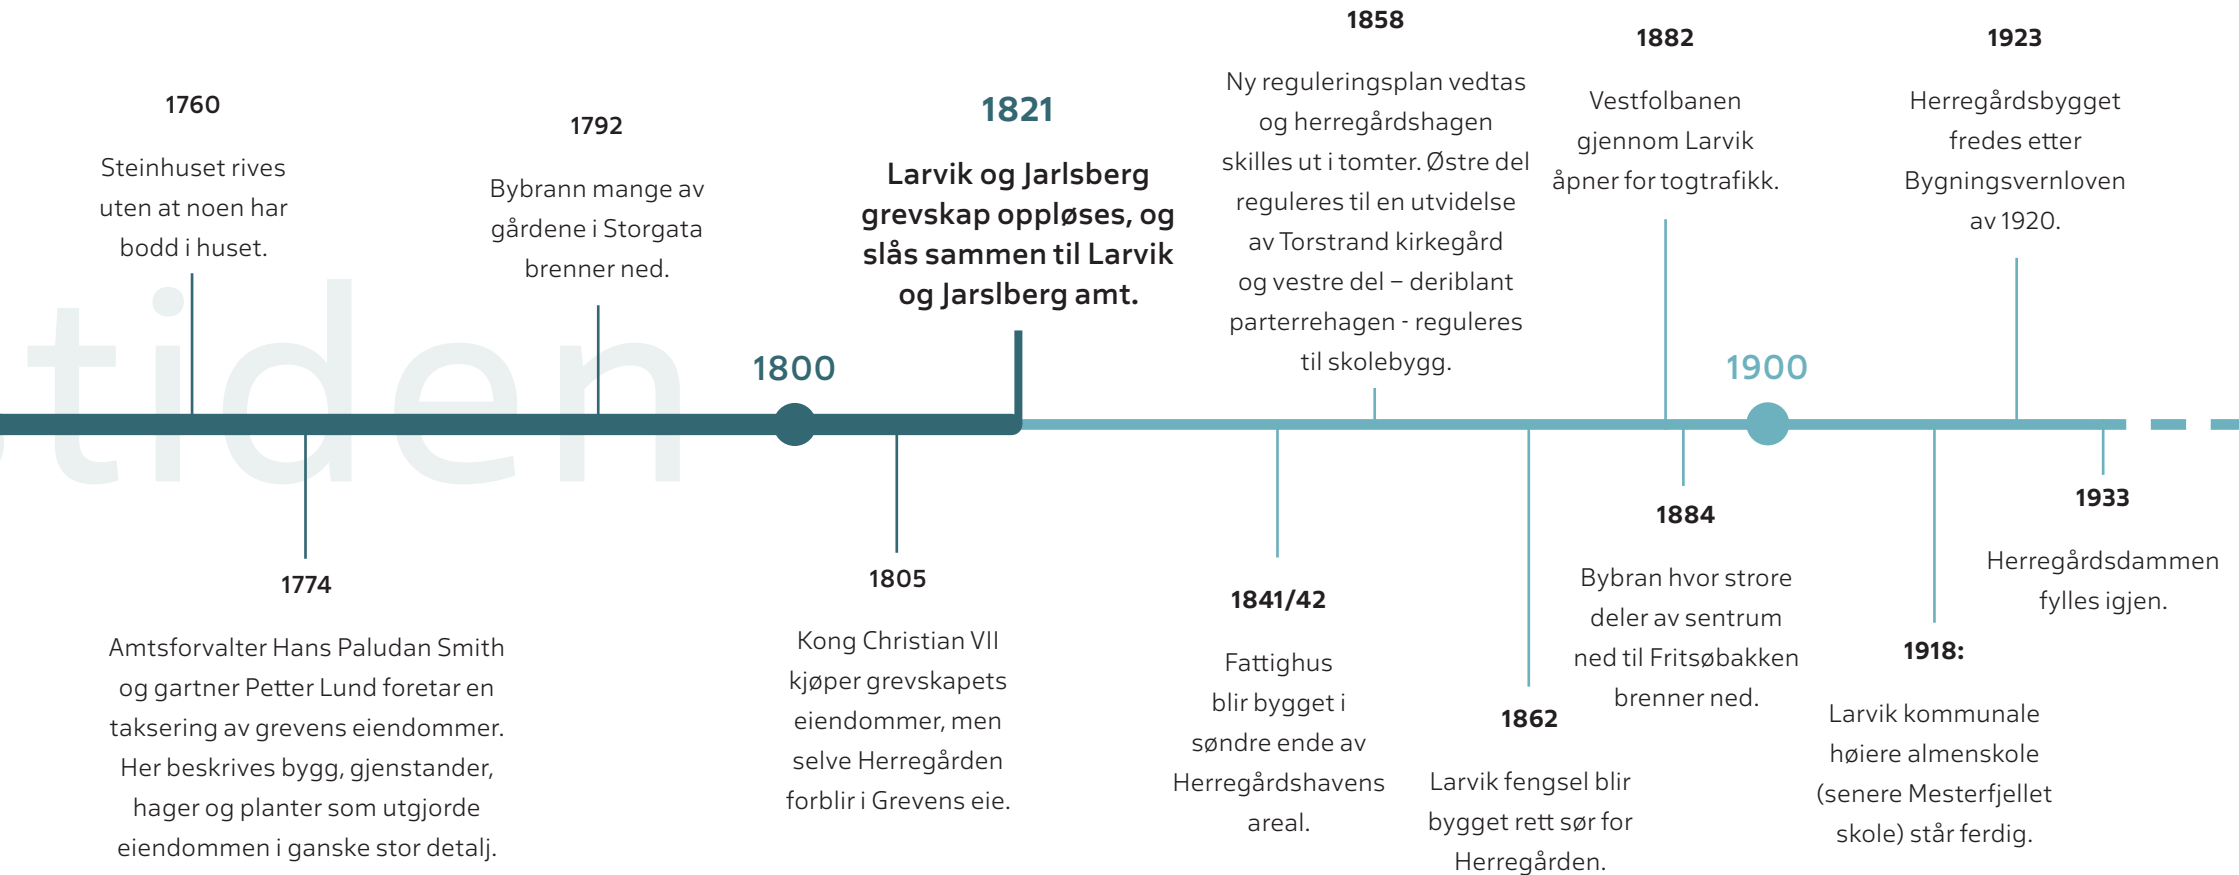 1760
Steinhuset rives
uten at noen har
bodd i huset.
1774
Amtsforvalter Hans Paludan Smith
og gartner Petter Lund foretar en
taksering av grevens eiendommer.
Her beskrives bygg, gjenstander,
hager og planter som utgjorde
eiendommen i ganske stor detalj.
1792
Bybrann mange av
gårdene i Storgata
brenner ned.
tiden
1800
1805
Kong Christian VII
kjøper grevskapets
eiendommer, men
selve Herregården
forblir i Grevens eie.
1821
Larvik og Jarlsberg
grevskap oppløses, og
slås sammen til Larvik
og Jarslberg amt.
1841/42
Fattighus
blir bygget i
søndre ende av
Herregårdshavens
areal.
1858
Ny reguleringsplan vedtas
og herregårdshagen
skilles ut i tomter. Østre del
reguleres til en utvidelse
av Torstrand kirkegård
og vestre del – deriblant
parterrehagen - reguleres
til skolebygg.
1862
Larvik fengsel blir
bygget rett sør for
Herregården.
1882
Vestfolbanen
gjennom Larvik
åpner for togtrafikk.
1884
Bybran hvor strore
deler av sentrum
ned til Fritsøbakken
brenner ned.
1900
1918:
Larvik kommunale
høiere almenskole
(senere Mesterfjellet
skole) står ferdig.
1923
Herregårdsbygget
fredes etter
Bygningsvernloven
av 1920.
1933
Herregårdsdammen
fylles igjen.